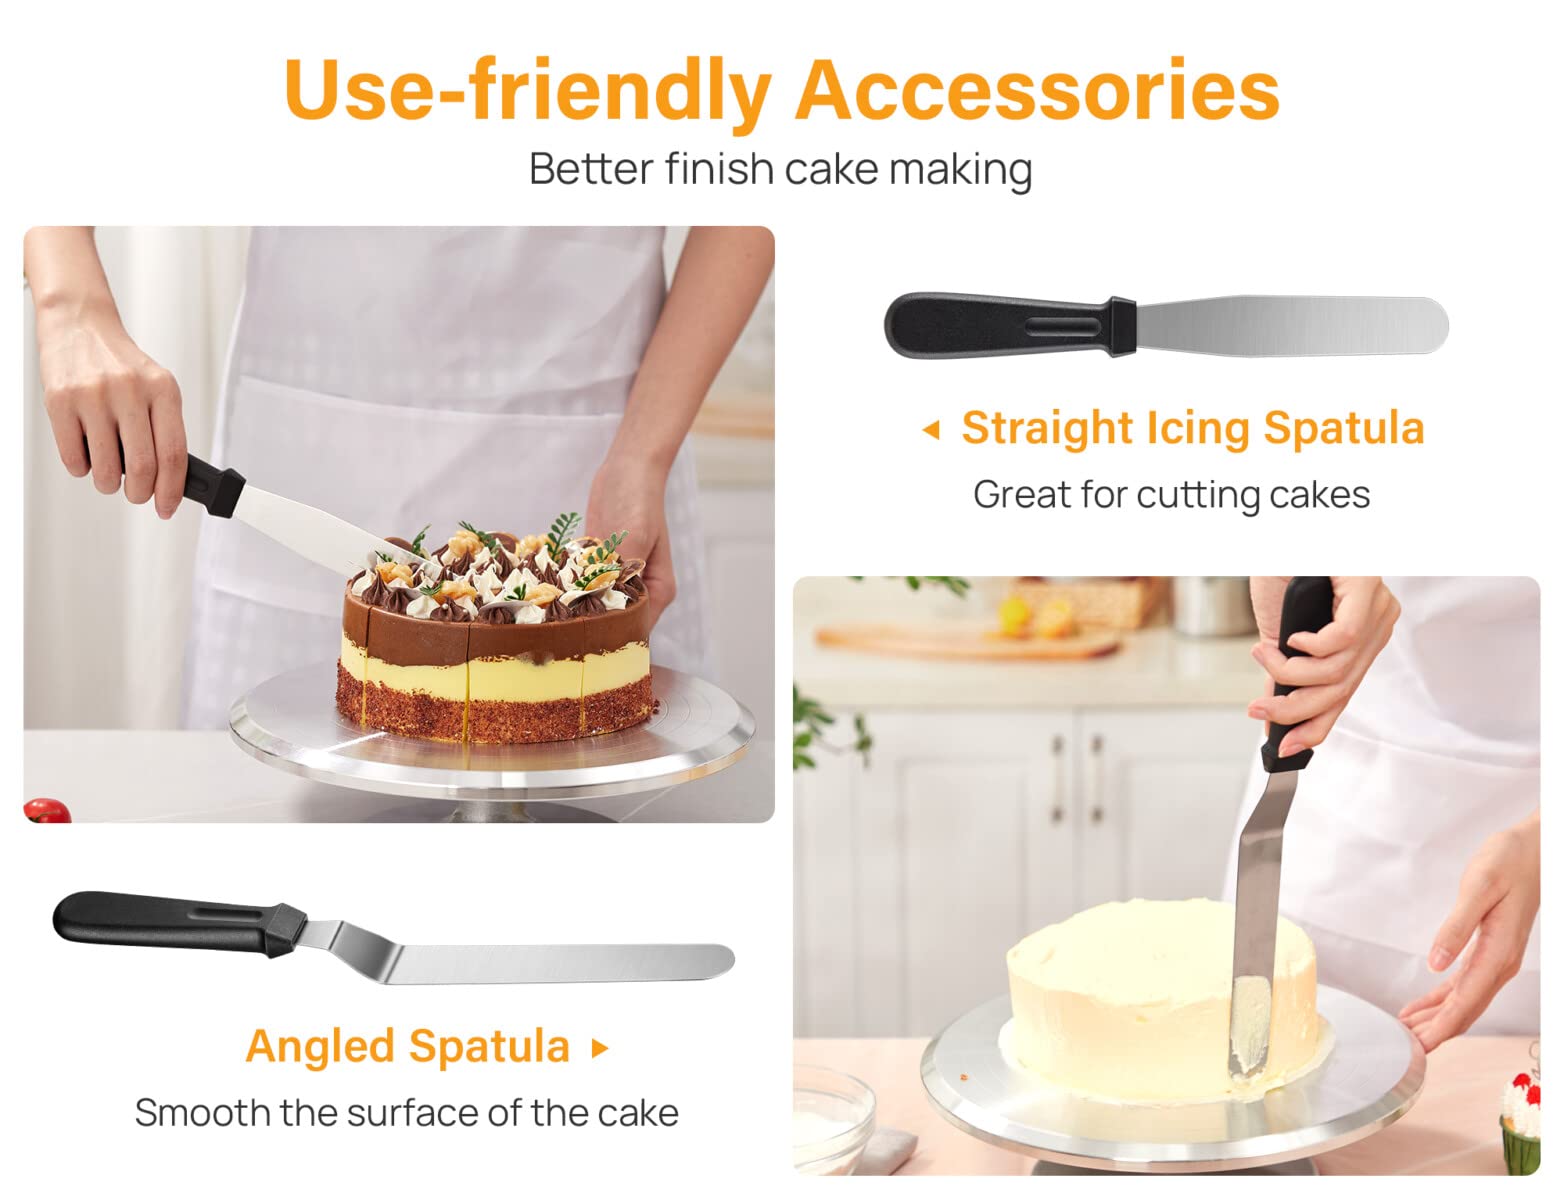 Use-friendly Accessories
Better finish cake making
Straight Icing Spatula
Great for cutting cakes
Angled Spatula
Smooth the surface of the cake